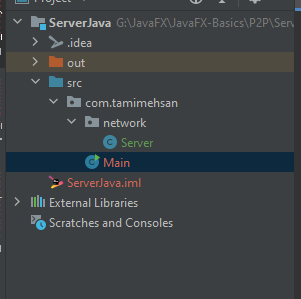 Project
ServerJava G:\JavaFX\JavaFX-Basics\P2P\Serv
.idea
out
src
com.tamimehsan
network
Server
Main
ServerJava.iml
External Libraries
Scratches and Consoles